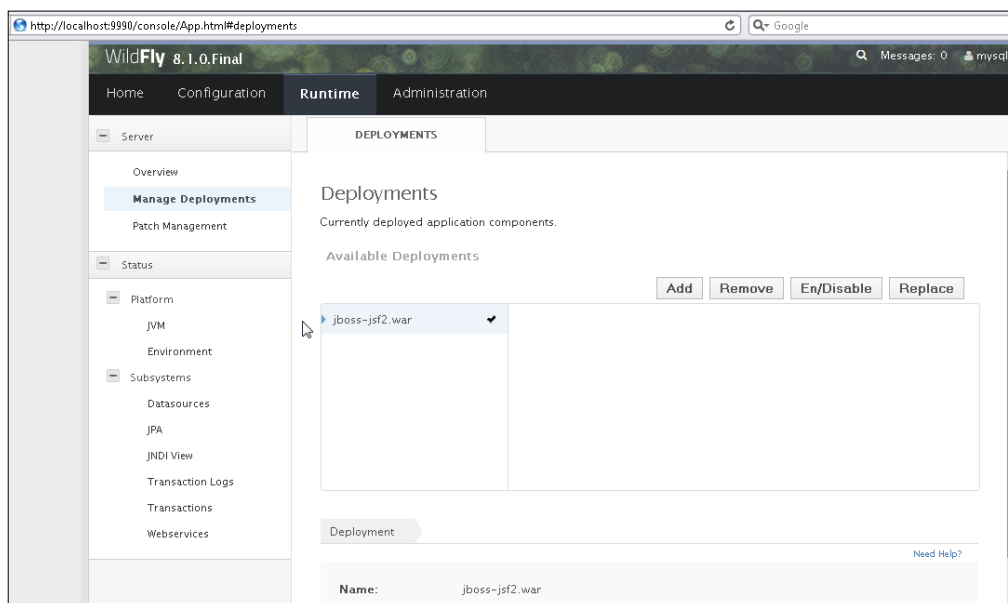 http://localhost:9990/console/App.html#deployments
Google
WildFly 8.1.0.Final
Messages: 0
mysql
Home Configuration Runtime Administration
Server
Overview
Manage Deployments
Patch Management
Status
Platform
JVM
Environment
Subsystems
Datasources
JPA
JNDI View
Transaction Logs
Transactions
Webservices
DEPLOYMENTS
Deployments
Currently deployed application components.
Available Deployments
Add Remove En/Disable Replace
jboss-jsf2.war
Deployment
Need Help?
Name: jboss-jsf2.war